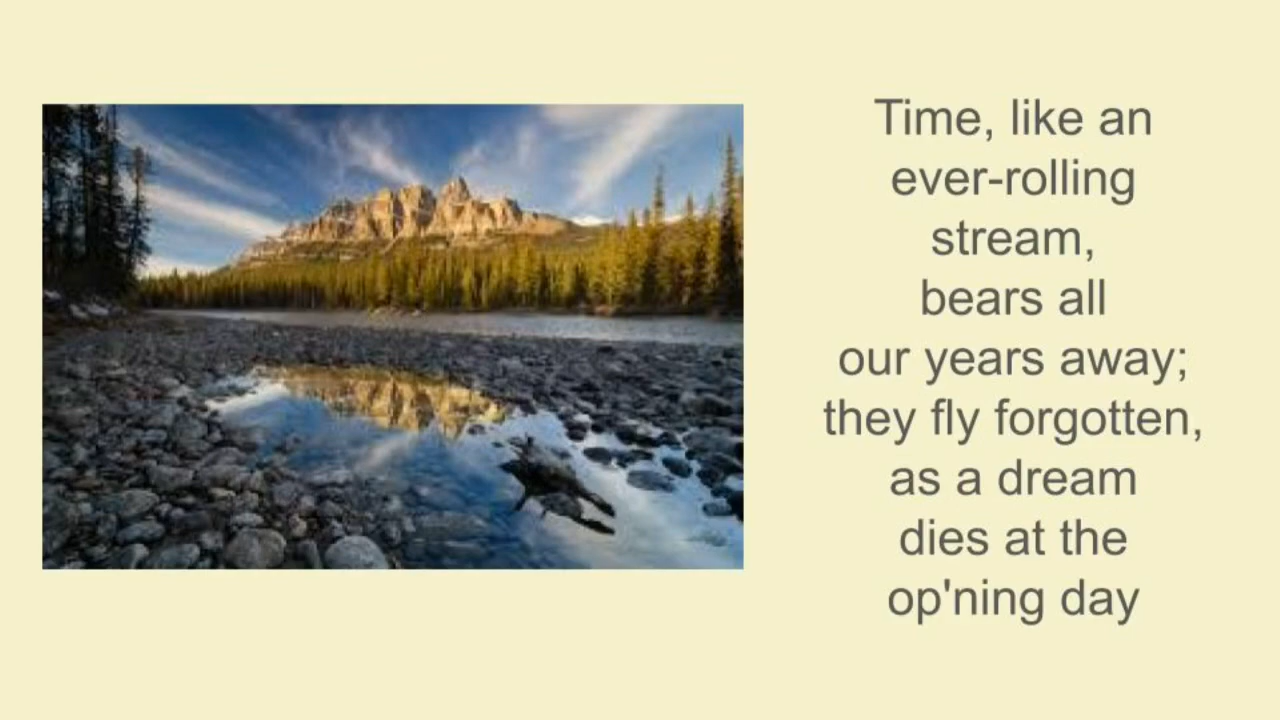 Time, like an
ever-rolling
stream,
bears all
our years away;
they fly forgotten,
as a dream
dies at the
op'ning day